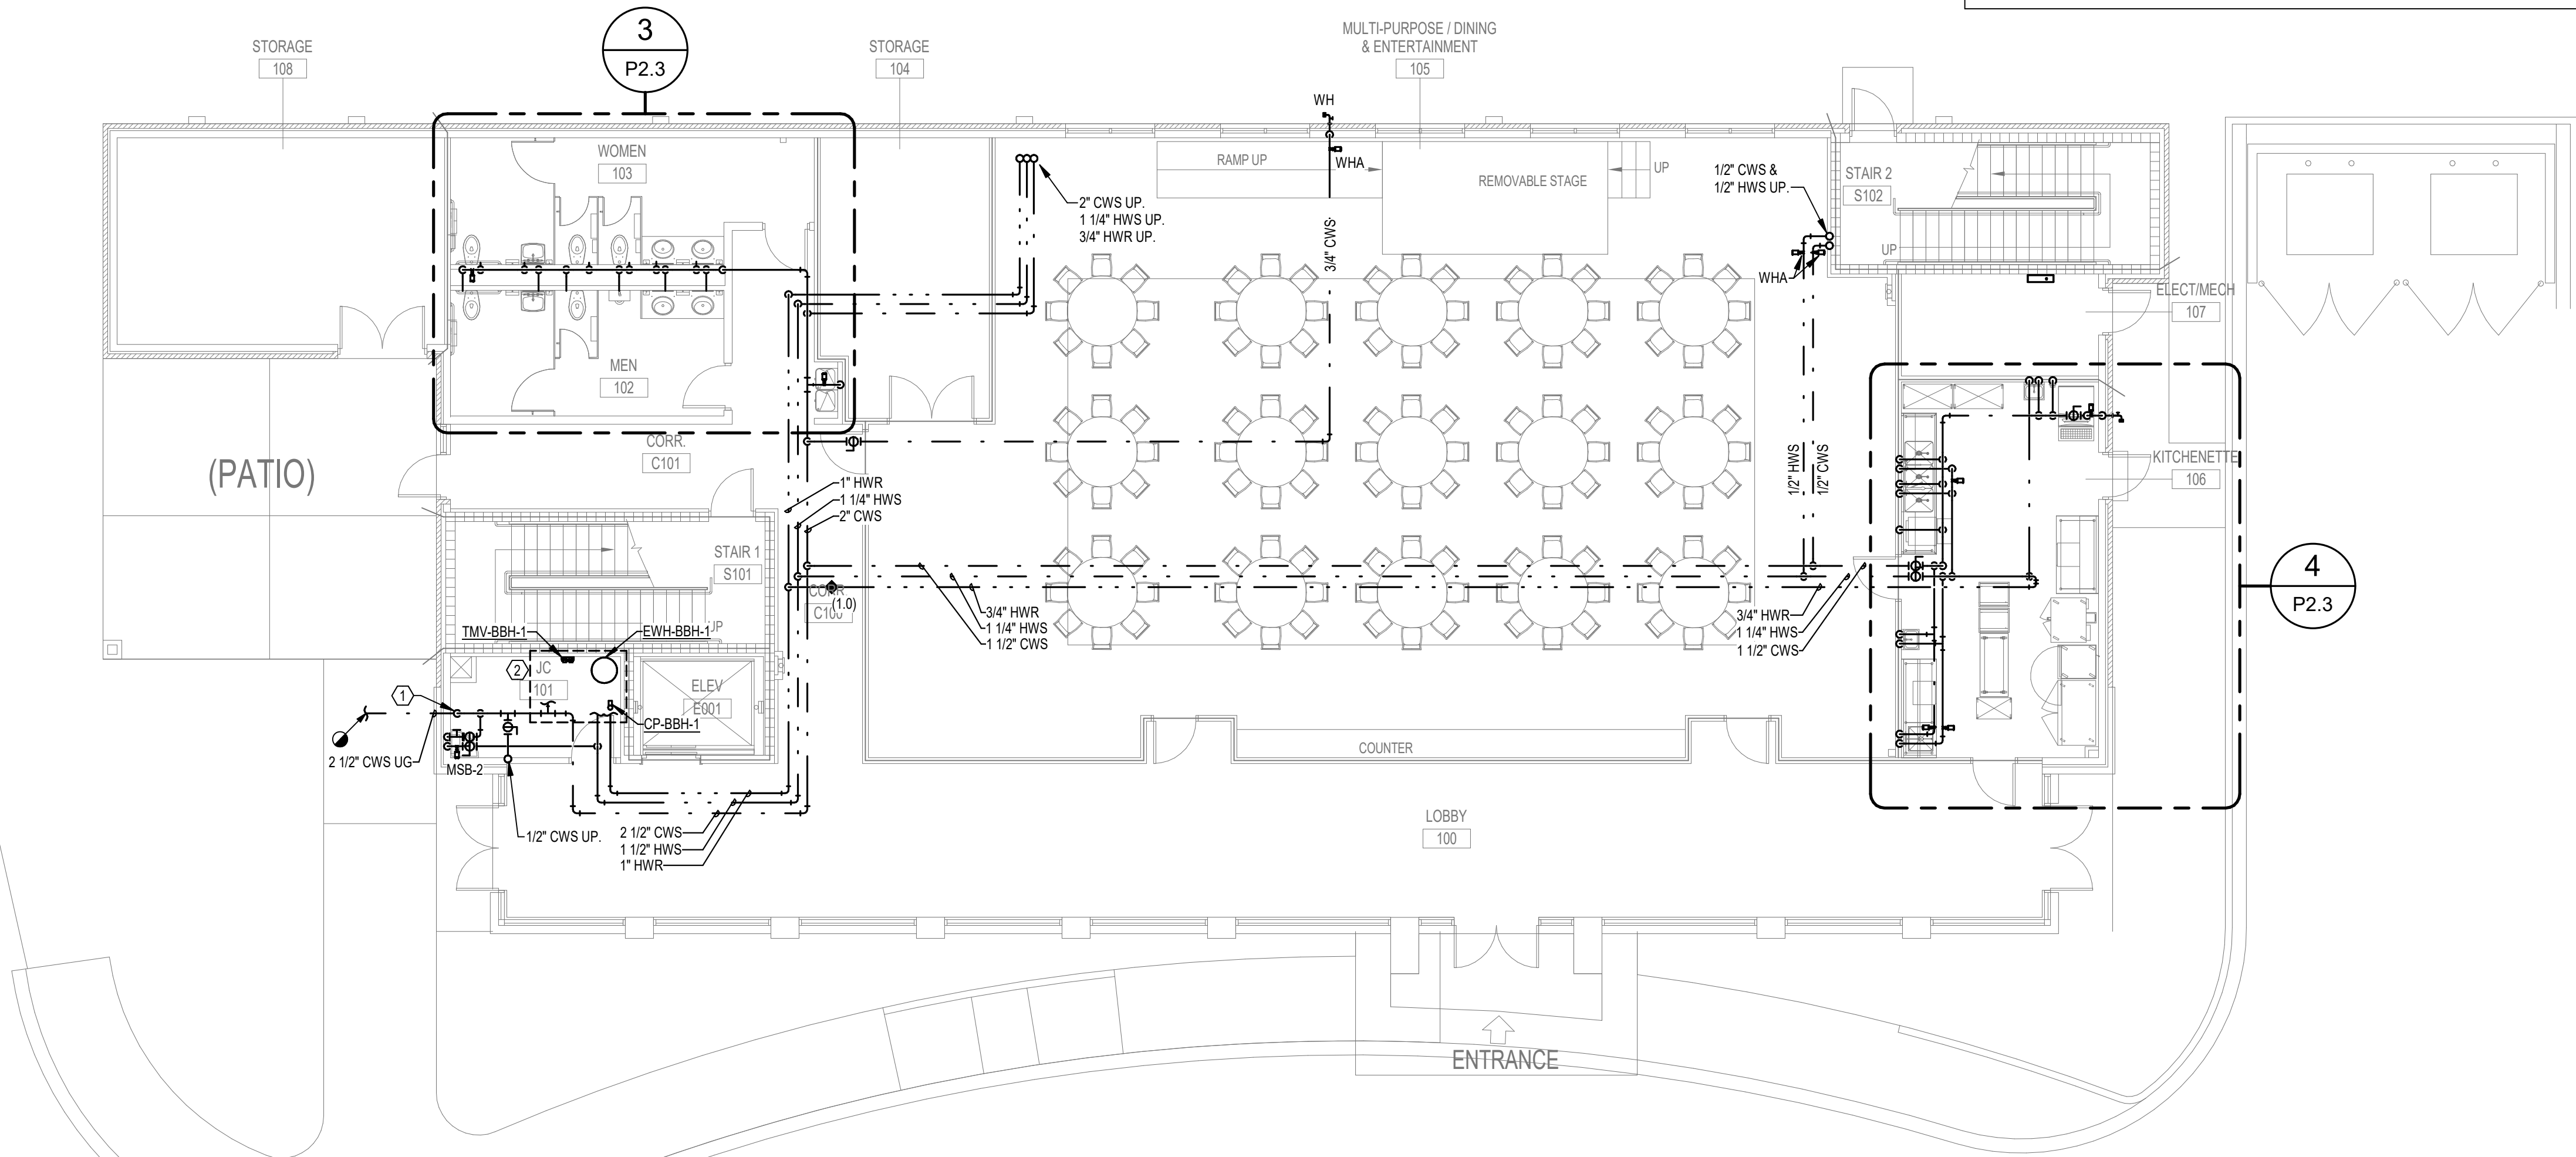 3
P2.3
STORAGE
108
STORAGE
104
MULTI-PURPOSE / DINING
& ENTERTAINMENT
105
WH
WHA
RAMP UP
REMOVABLE STAGE
UP
WOMEN
103
2" CWS UP.
1 1/4" HWS UP.
3/4" HWR UP.
3/4" CWS
1/2" CWS &
1/2" HWS UP.
WHA
STAIR 2
S102
UP
ELECT/MECH
107
MEN
102
CORR.
C101
(PATIO)
KITCHENETTE
106
1" HWR
1 1/4" HWS
2" CWS
1/2" HWS
1/2" CWS
STAIR 1
S101
UP
CORR.
C100
(1.0)
3/4" HWR
1 1/4" HWS
1 1/2" CWS
3/4" HWR
1 1/4" HWS
1 1/2" CWS
4
P2.3
TMV-BBH-1
EWH-BBH-1
2
JC
101
1
ELEV
E001
CP-BBH-1
2 1/2" CWS UG
MSB-2
COUNTER
1/2" CWS UP.
2 1/2" CWS
1 1/2" HWS
1" HWR
LOBBY
100
ENTRANCE